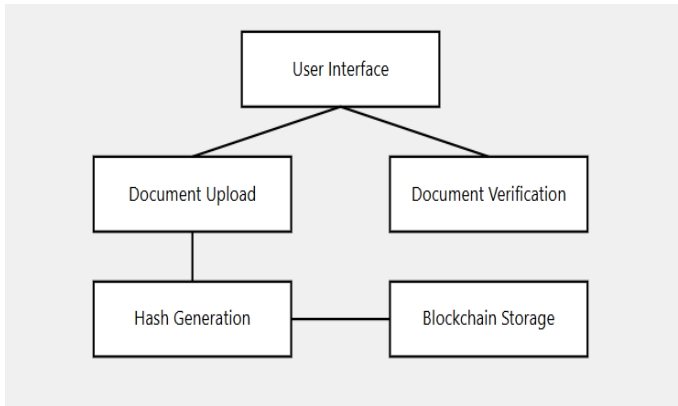 User Interface
Document Upload
Document Verification
Hash Generation
Blockchain Storage